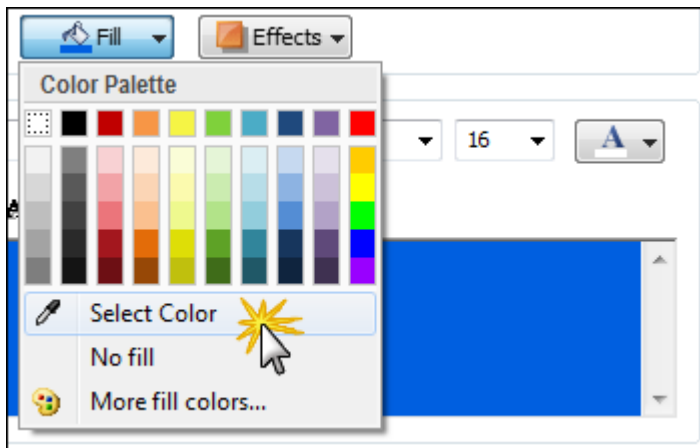 Fill Effects
Color Palette
16 A
Select Color
No fill
More fill colors...